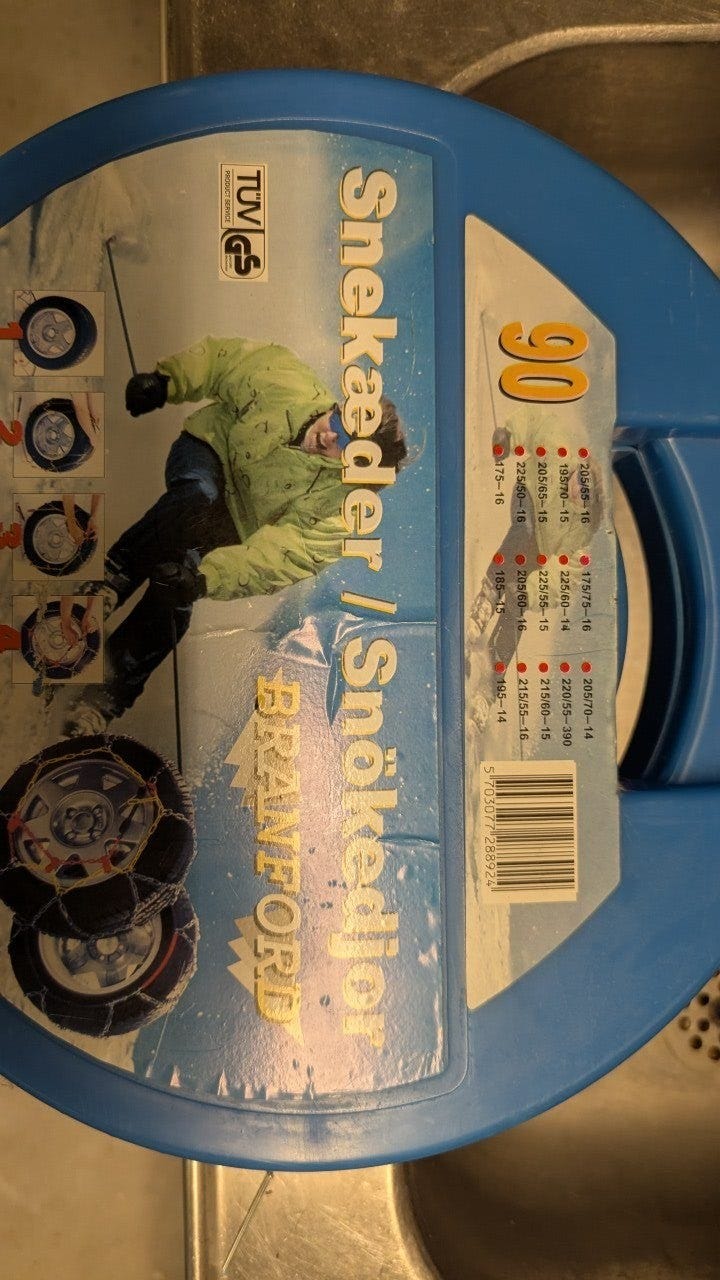 90
205/55–16 175/75–16 205/70–14
195/70–15 225/60–14 220/55–390
205/65–15 225/55–15 215/60–15
225/50–16 205/60–16 215/55–16
175–16 185–15 195–14
5 703077 288924
Snekæder / Snökedjor
BRANFORD
TÜV GS
PRODUCT SERVICE
1 2 3 4